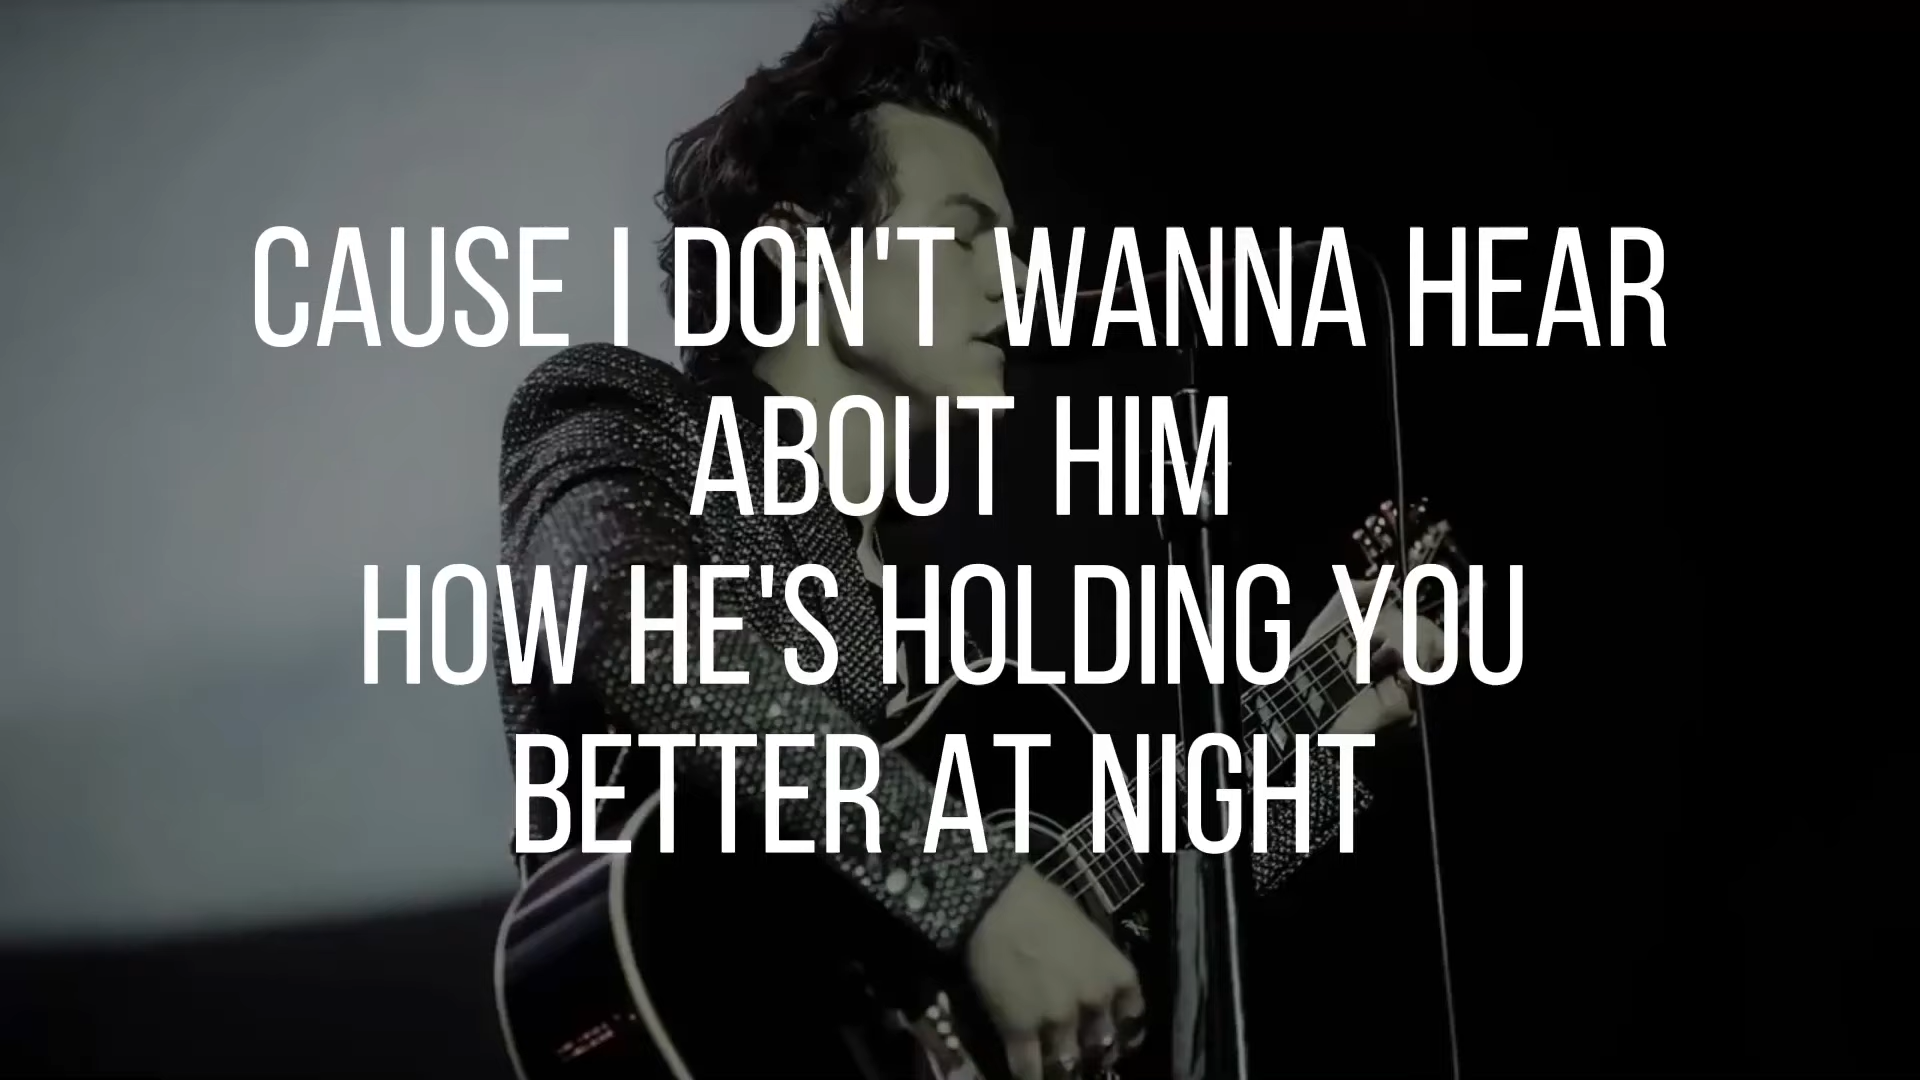 CAUSE I DON'T WANNA HEAR
ABOUT HIM
HOW HE'S HOLDING YOU
BETTER AT NIGHT